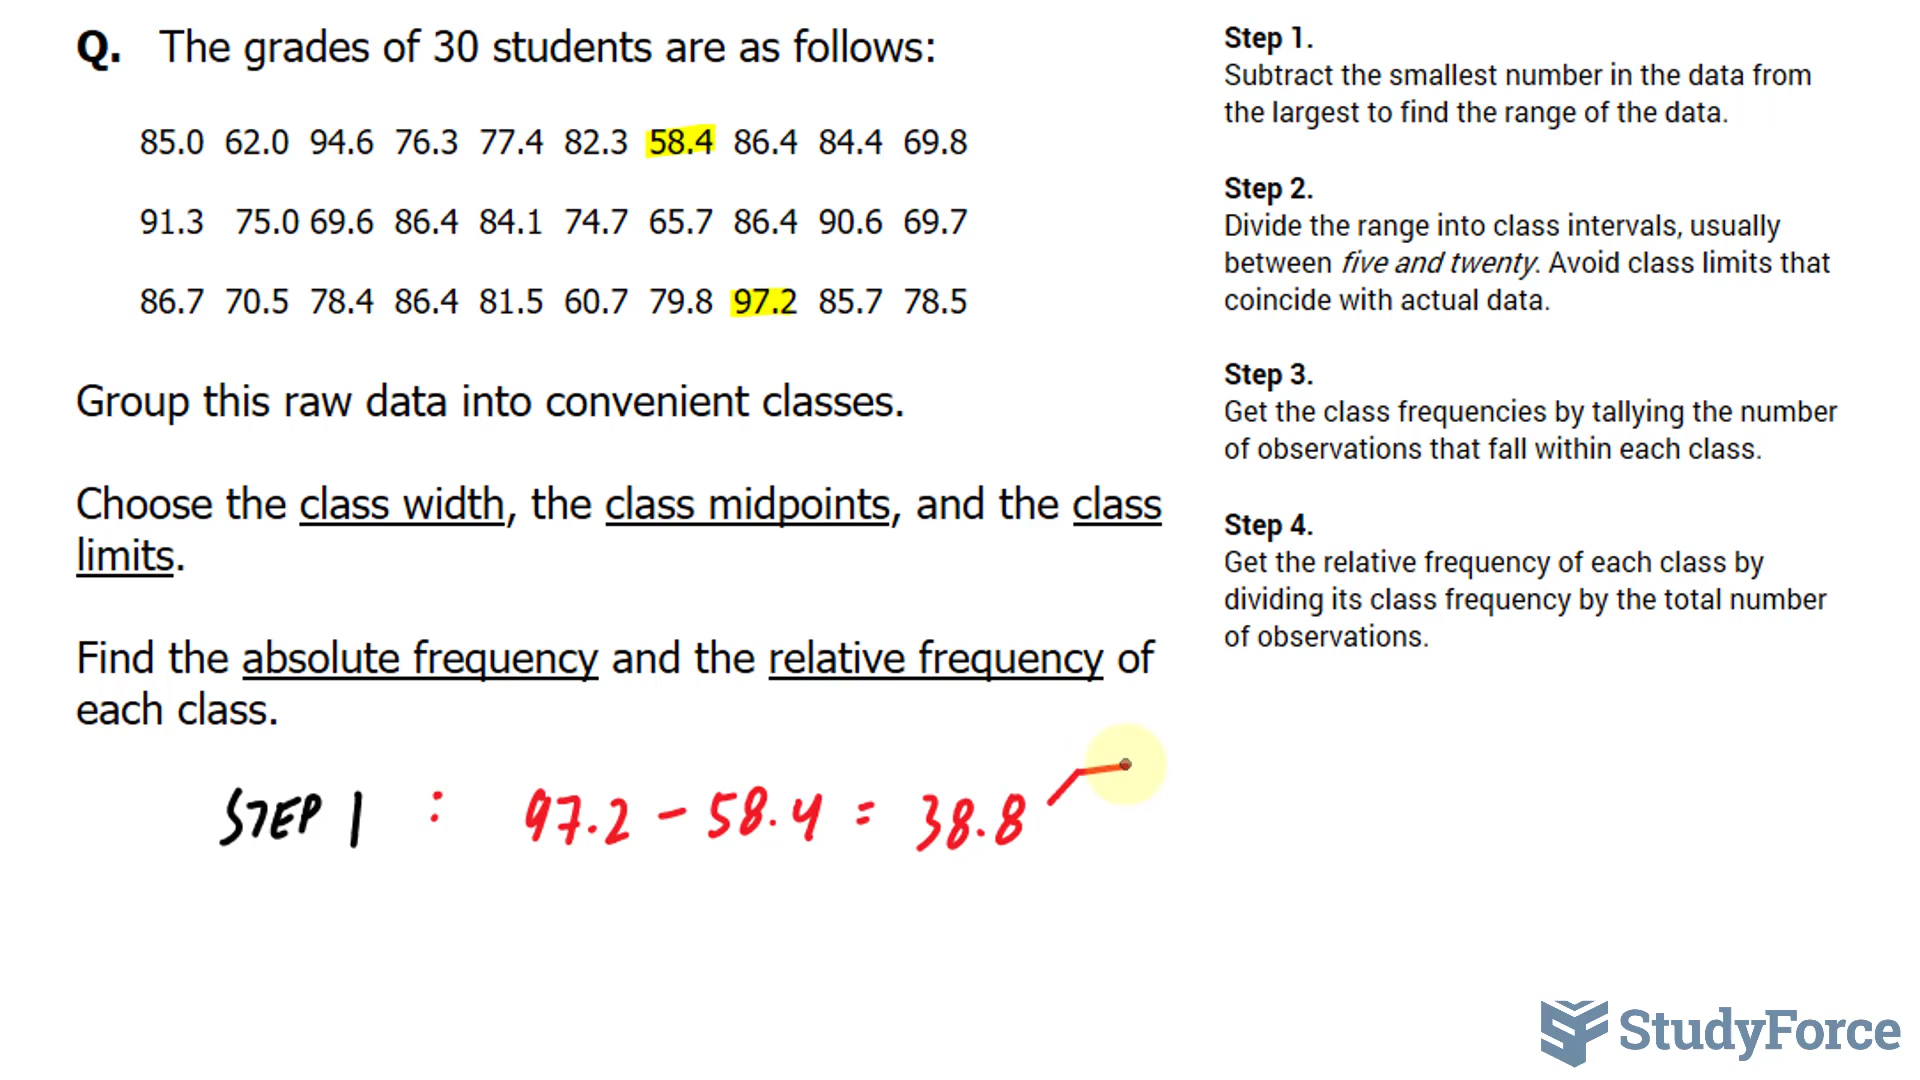 Q. The grades of 30 students are as follows:
85.0 62.0 94.6 76.3 77.4 82.3 58.4 86.4 84.4 69.8
91.3 75.0 69.6 86.4 84.1 74.7 65.7 86.4 90.6 69.7
86.7 70.5 78.4 86.4 81.5 60.7 79.8 97.2 85.7 78.5
Group this raw data into convenient classes.
Choose the class width, the class midpoints, and the class
limits.
Find the absolute frequency and the relative frequency of
each class.
STEP 1 : 97.2 - 58.4 = 38.8
Step 1.
Subtract the smallest number in the data from
the largest to find the range of the data.
Step 2.
Divide the range into class intervals, usually
between five and twenty. Avoid class limits that
coincide with actual data.
Step 3.
Get the class frequencies by tallying the number
of observations that fall within each class.
Step 4.
Get the relative frequency of each class by
dividing its class frequency by the total number
of observations.
StudyForce